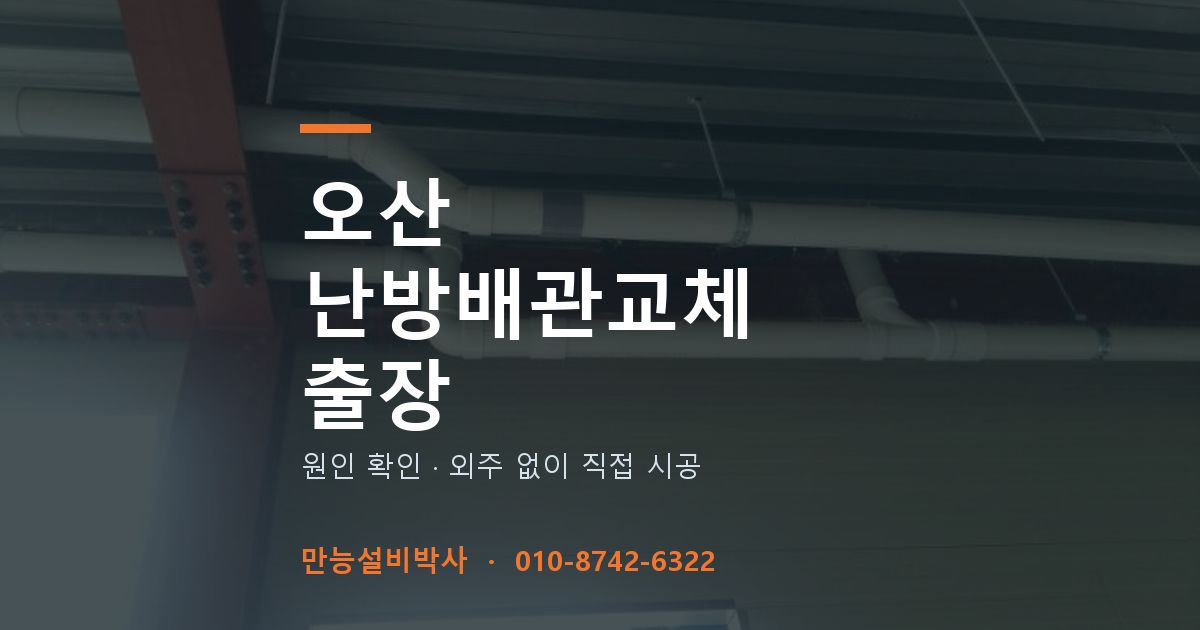 오산
난방배관교체
출장
원인 확인 · 외주 없이 직접 시공
만능설비박사 · 010-8742-6322